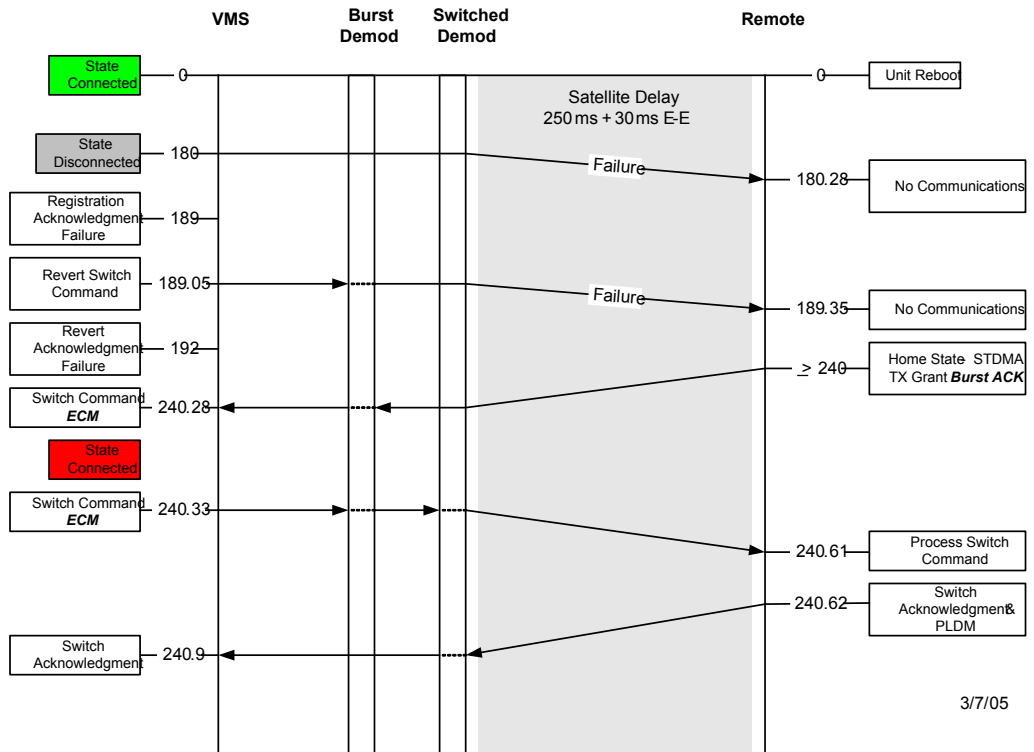 VMS
Burst
Demod
Switched
Demod
Remote
State
Connected
0
0
Unit Reboot
Satellite Delay
250 ms + 30 ms E-E
State
Disconnected
180
Failure
180.28
No Communications
Registration
Acknowledgment
Failure
189
Revert Switch
Command
189.05
Failure
189.35
No Communications
Revert
Acknowledgment
Failure
192
> 240
Home State STDMA
TX Grant Burst ACK
Switch Command
ECM
240.28
State
Connected
Switch Command
ECM
240.33
240.61
Process Switch
Command
240.62
Switch
Acknowledgment&
PLDM
Switch
Acknowledgment
240.9
3/7/05